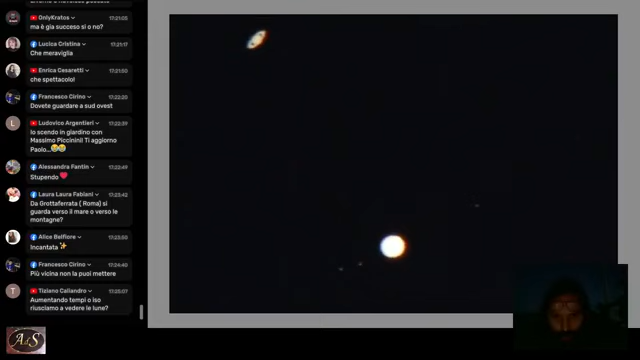 OnlyKratos 17:21:05
ma è già successo si o no?
Lucica Cristina 17:21:17
Che meraviglia
Enrica Cesaretti 17:21:50
che spettacolo!
Francesco Cirino 17:22:20
Dovete guardare a sud ovest
Ludovico Argentieri 17:22:39
Io scendo in giardino con
Massimo Piccinini! Ti aggiorno
Paolo...😭😭
Alessandra Fantin 17:22:49
Stupendo ❤️
Laura Laura Fabiani 17:23:42
Da Grottaferrata ( Roma) si
guarda verso il mare o verso le
montagne?
Alice Belfiore 17:23:50
Incantata ✨
Francesco Cirino 17:24:40
Più vicina non la puoi mettere
Tiziano Caliandro 17:25:07
Aumentando tempi o iso
riusciamo a vedere le lune?
AdS